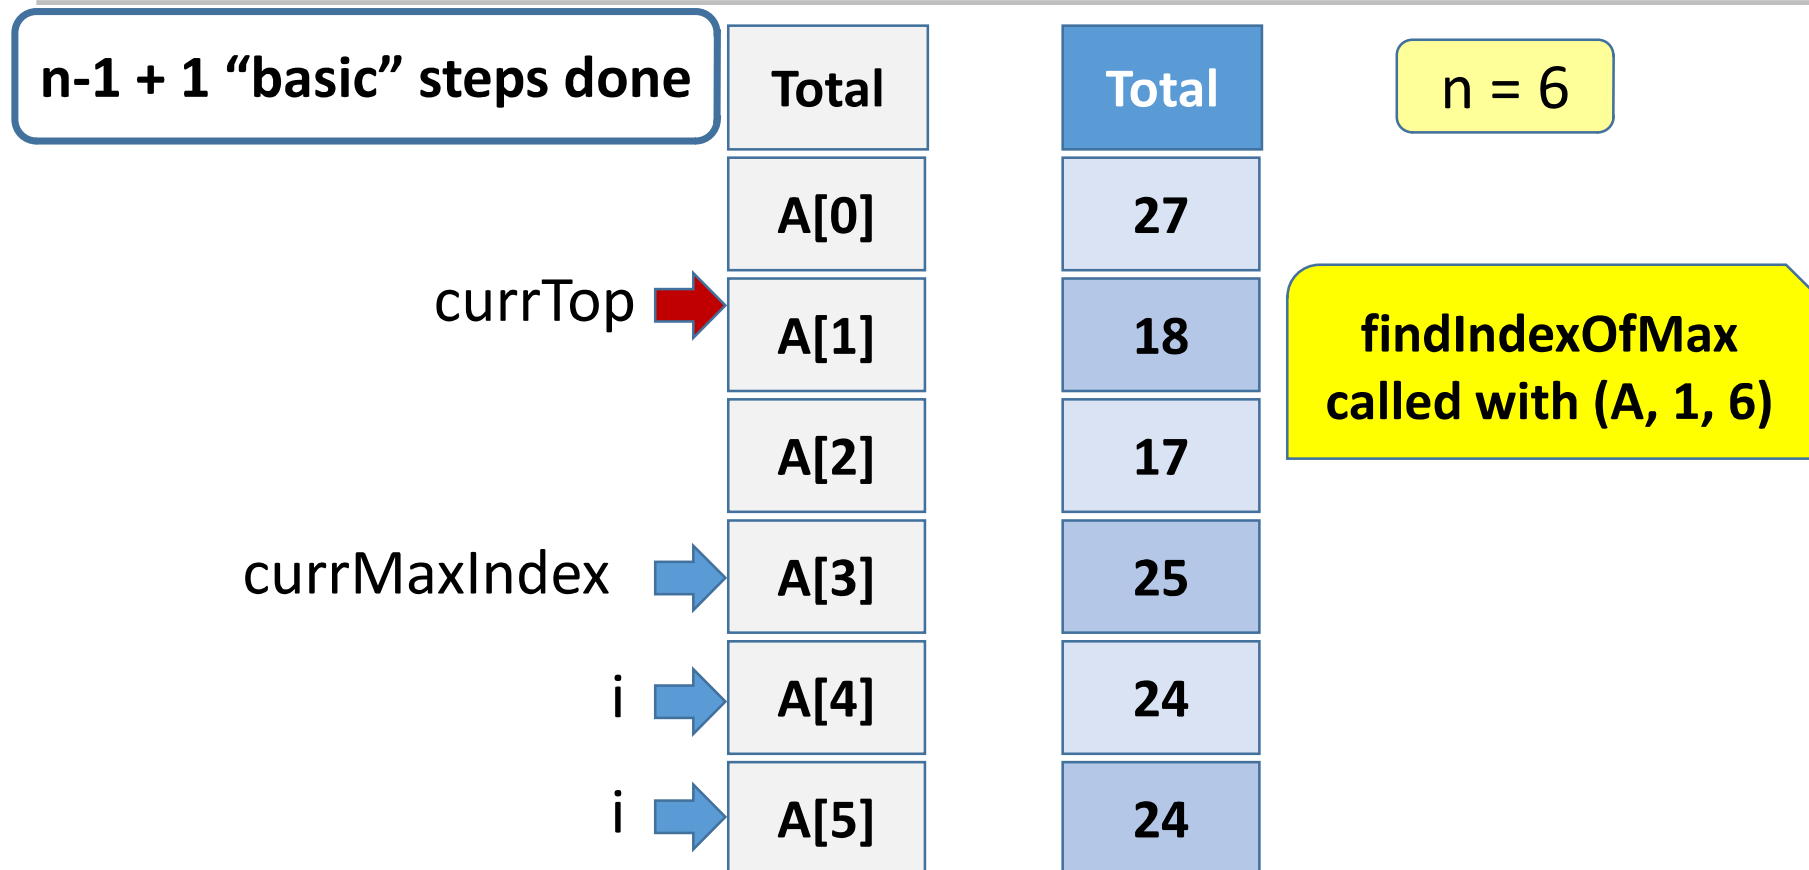 n-1 + 1 “basic” steps done
Total
Total
n = 6
A[0]
27
currTop
A[1]
18
findIndexOfMax
called with (A, 1, 6)
A[2]
17
currMaxIndex
A[3]
25
i
A[4]
24
i
A[5]
24